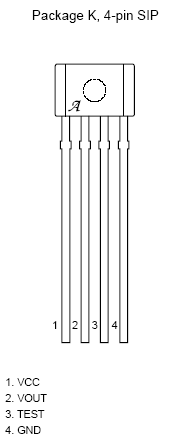 Package K, 4-pin SIP
A
1 2 3 4
1. VCC
2. VOUT
3. TEST
4. GND